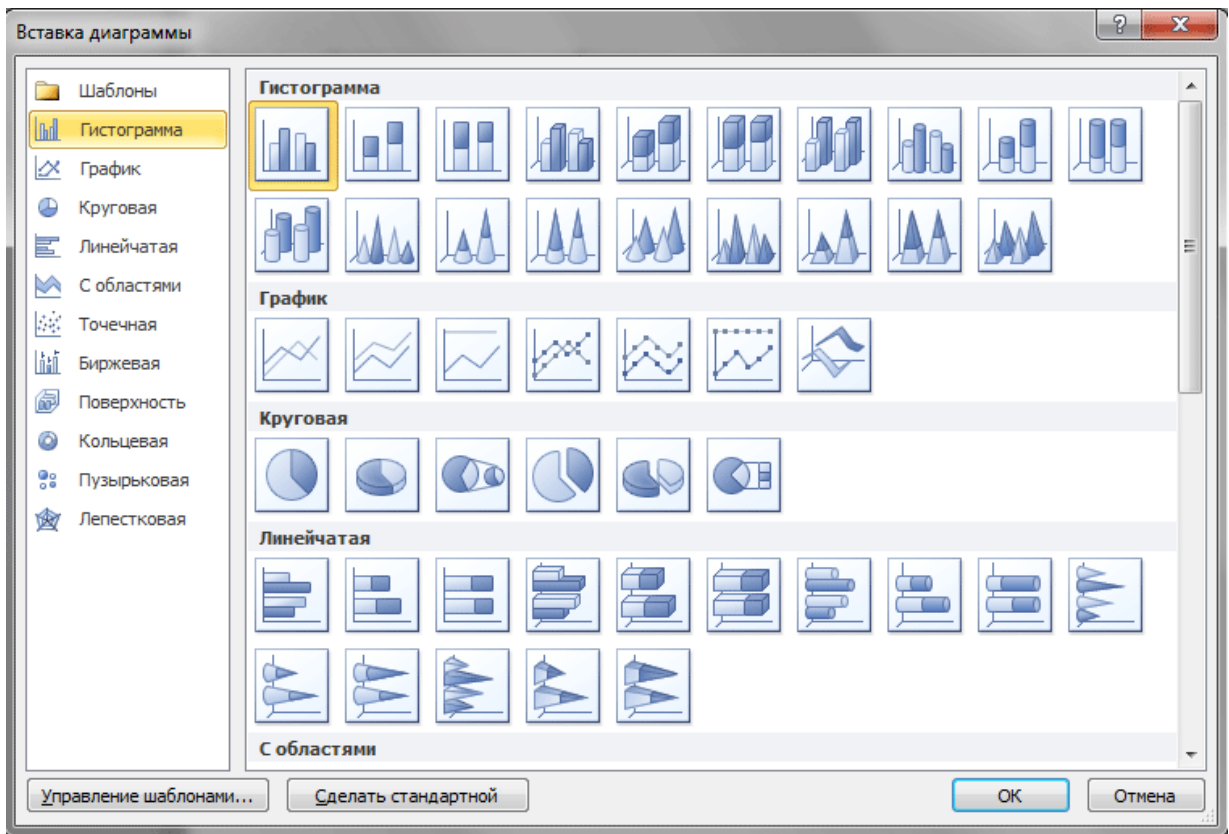 Вставка диаграммы
Шаблоны
Гистограмма
График
Круговая
Линейчатая
С областями
Точечная
Биржевая
Поверхность
Кольцевая
Пузырьковая
Лепестковая
Гистограмма
График
Круговая
Линейчатая
С областями
Управление шаблонами...
Сделать стандартной
ОК
Отмена